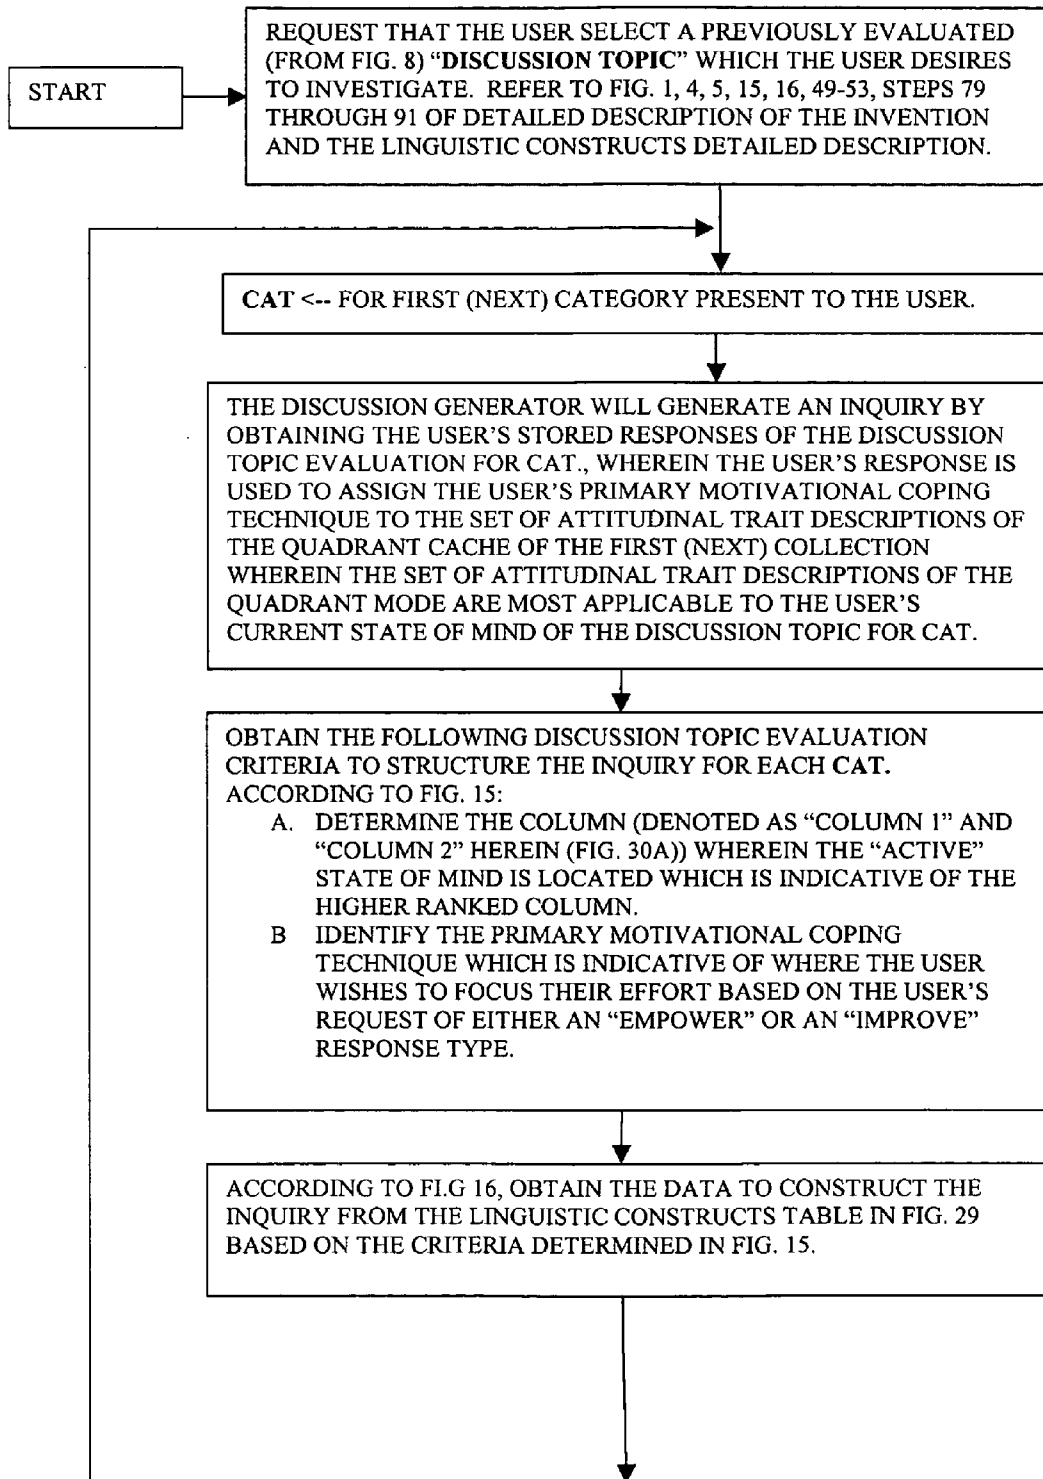 START
REQUEST THAT THE USER SELECT A PREVIOUSLY EVALUATED
(FROM FIG. 8) “DISCUSSION TOPIC” WHICH THE USER DESIRES
TO INVESTIGATE. REFER TO FIG. 1, 4, 5, 15, 16, 49-53, STEPS 79
THROUGH 91 OF DETAILED DESCRIPTION OF THE INVENTION
AND THE LINGUISTIC CONSTRUCTS DETAILED DESCRIPTION.
CAT <-- FOR FIRST (NEXT) CATEGORY PRESENT TO THE USER.
THE DISCUSSION GENERATOR WILL GENERATE AN INQUIRY BY
OBTAINING THE USER’S STORED RESPONSES OF THE DISCUSSION
TOPIC EVALUATION FOR CAT., WHEREIN THE USER’S RESPONSE IS
USED TO ASSIGN THE USER’S PRIMARY MOTIVATIONAL COPING
TECHNIQUE TO THE SET OF ATTITUDINAL TRAIT DESCRIPTIONS OF
THE QUADRANT CACHE OF THE FIRST (NEXT) COLLECTION
WHEREIN THE SET OF ATTITUDINAL TRAIT DESCRIPTIONS OF THE
QUADRANT MODE ARE MOST APPLICABLE TO THE USER’S
CURRENT STATE OF MIND OF THE DISCUSSION TOPIC FOR CAT.
OBTAIN THE FOLLOWING DISCUSSION TOPIC EVALUATION
CRITERIA TO STRUCTURE THE INQUIRY FOR EACH CAT.
ACCORDING TO FIG. 15:
A. DETERMINE THE COLUMN (DENOTED AS “COLUMN 1” AND
“COLUMN 2” HEREIN (FIG. 30A)) WHEREIN THE “ACTIVE”
STATE OF MIND IS LOCATED WHICH IS INDICATIVE OF THE
HIGHER RANKED COLUMN.
B IDENTIFY THE PRIMARY MOTIVATIONAL COPING
TECHNIQUE WHICH IS INDICATIVE OF WHERE THE USER
WISHES TO FOCUS THEIR EFFORT BASED ON THE USER’S
REQUEST OF EITHER AN “EMPOWER” OR AN “IMPROVE”
RESPONSE TYPE.
ACCORDING TO FI.G 16, OBTAIN THE DATA TO CONSTRUCT THE
INQUIRY FROM THE LINGUISTIC CONSTRUCTS TABLE IN FIG. 29
BASED ON THE CRITERIA DETERMINED IN FIG. 15.